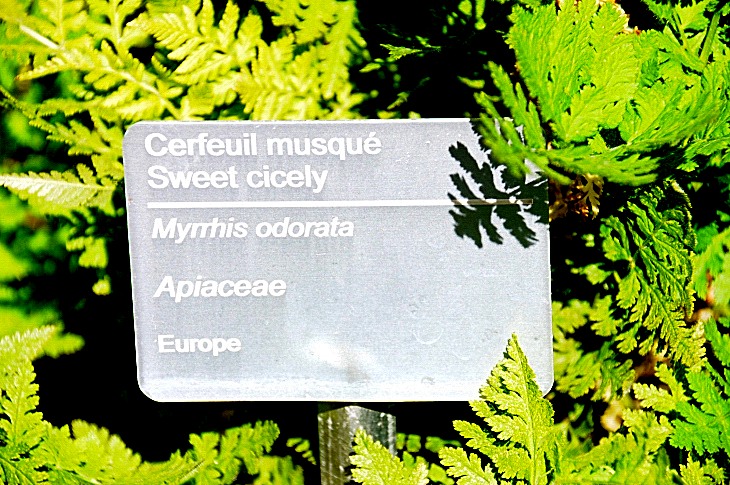 Cerfeuil musqué
Sweet cicely
Myrrhis odorata
Apiaceae
Europe